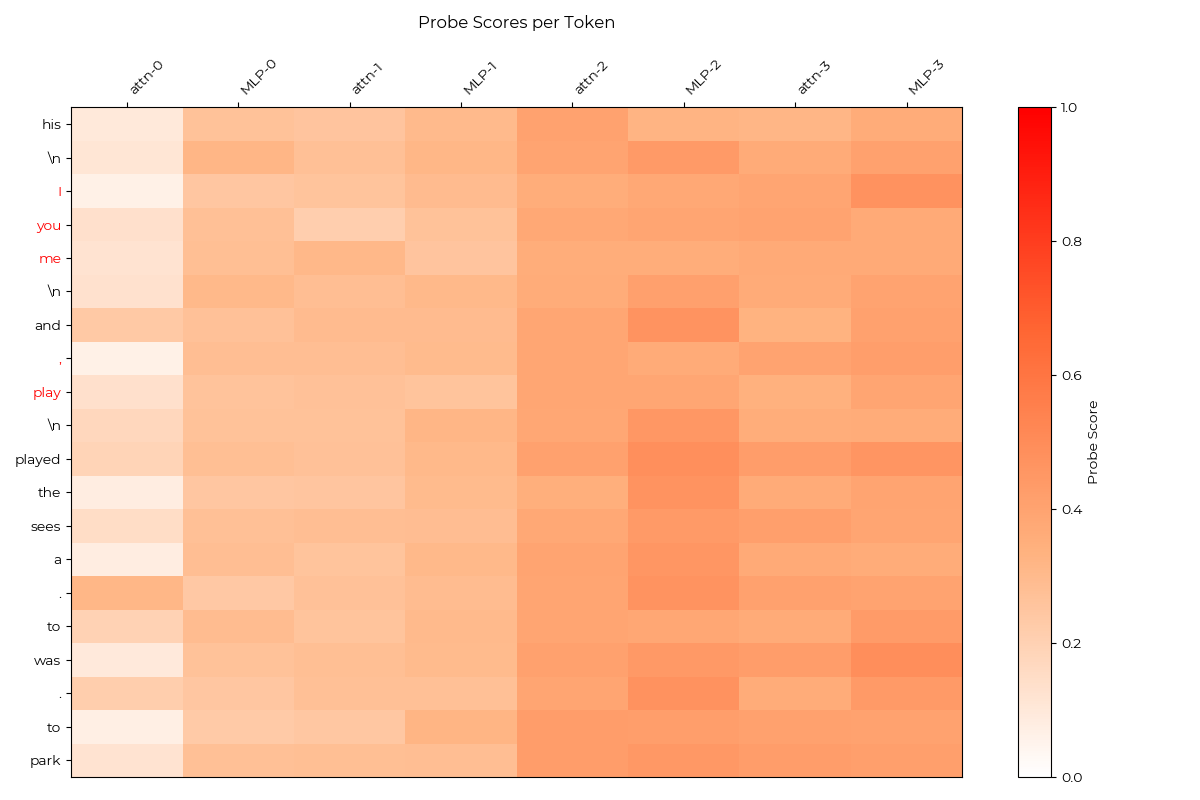 Probe Scores per Token
attn-0 MLP-0 attn-1 MLP-1 attn-2 MLP-2 attn-3 MLP-3
his
\n
I
you
me
\n
and
,
play
\n
played
the
sees
a
.
to
was
.
to
park
1.0
0.8
0.6
0.4
0.2
0.0
Probe Score